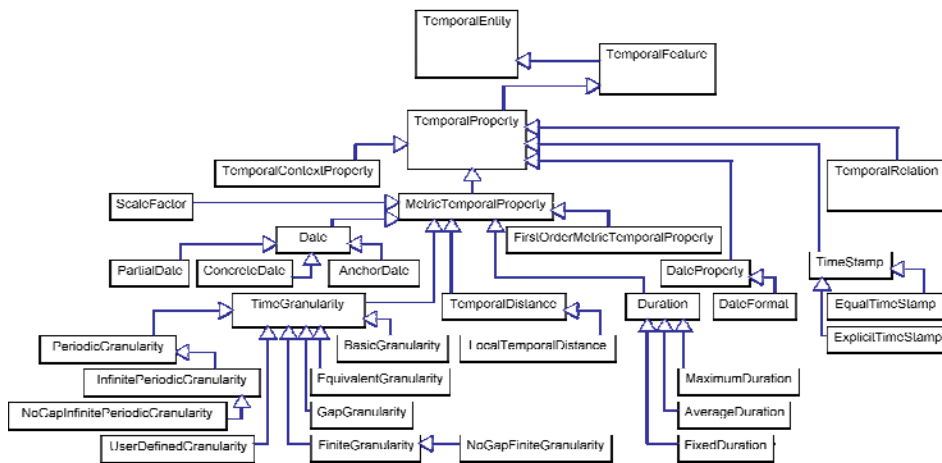 TemporalEntity
TemporalFeature
TemporalProperty
TemporalContextProperty
TemporalRelation
ScaleFactor
MetricTemporalProperty
Date
FirstOrderMetricTemporalProperty
PartialDate
ConcreteDate
AnchorDate
DateProperty
TimeStamp
TimeGranularity
TemporalDistance
Duration
DateFormat
EqualTimeStamp
PeriodicGranularity
BasicGranularity
LocalTemporalDistance
ExplicitTimeStamp
InfinitePeriodicGranularity
EquivalentGranularity
MaximumDuration
NoGapInfinitePeriodicGranularity
GapGranularity
AverageDuration
UserDefinedGranularity
FiniteGranularity
NoGapFiniteGranularity
FixedDuration